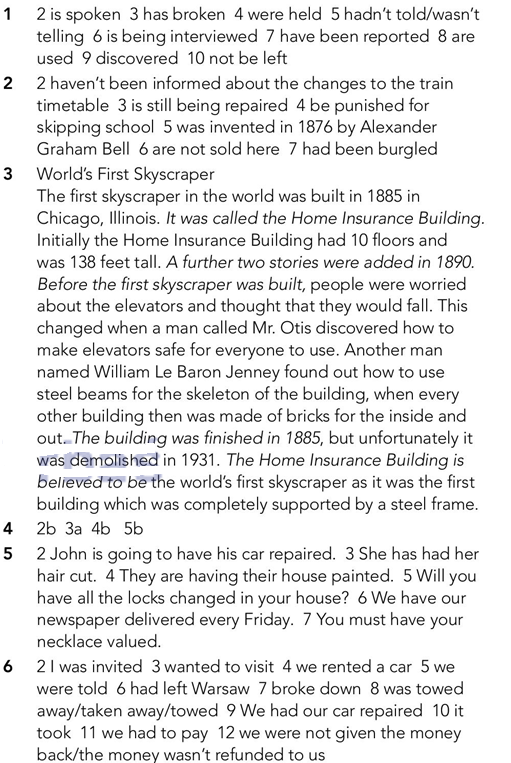 1 2 is spoken 3 has broken 4 were held 5 hadn't told/wasn't
telling 6 is being interviewed 7 have been reported 8 are
used 9 discovered 10 not be left
2 2 haven't been informed about the changes to the train
timetable 3 is still being repaired 4 be punished for
skipping school 5 was invented in 1876 by Alexander
Graham Bell 6 are not sold here 7 had been burgled
3 World's First Skyscraper
The first skyscraper in the world was built in 1885 in
Chicago, Illinois. It was called the Home Insurance Building.
Initially the Home Insurance Building had 10 floors and
was 138 feet tall. A further two stories were added in 1890.
Before the first skyscraper was built, people were worried
about the elevators and thought that they would fall. This
changed when a man called Mr. Otis discovered how to
make elevators safe for everyone to use. Another man
named William Le Baron Jenney found out how to use
steel beams for the skeleton of the building, when every
other building then was made of bricks for the inside and
out. The building was finished in 1885, but unfortunately it
was demolished in 1931. The Home Insurance Building is
believed to be the world's first skyscraper as it was the first
building which was completely supported by a steel frame.
4 2b 3a 4b 5b
5 2 John is going to have his car repaired. 3 She has had her
hair cut. 4 They are having their house painted. 5 Will you
have all the locks changed in your house? 6 We have our
newspaper delivered every Friday. 7 You must have your
necklace valued.
6 2 I was invited 3 wanted to visit 4 we rented a car 5 we
were told 6 had left Warsaw 7 broke down 8 was towed
away/taken away/towed 9 We had our car repaired 10 it
took 11 we had to pay 12 we were not given the money
back/the money wasn't refunded to us